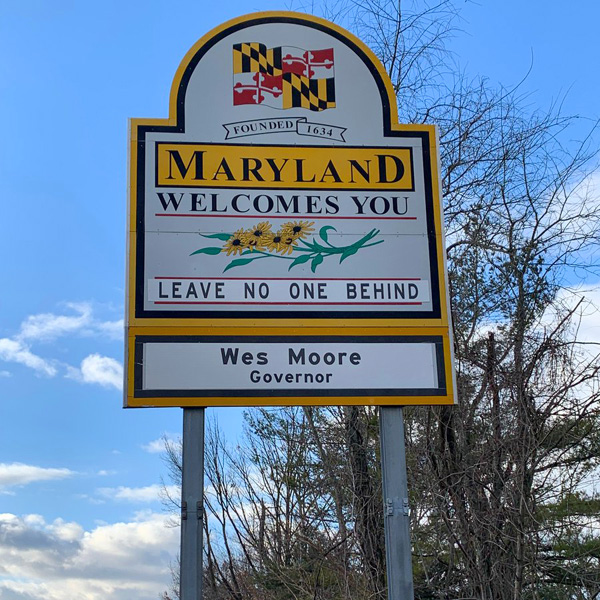 FOUNDED 1634
MARYLAND
WELCOMES YOU
LEAVE NO ONE BEHIND
Wes Moore
Governor